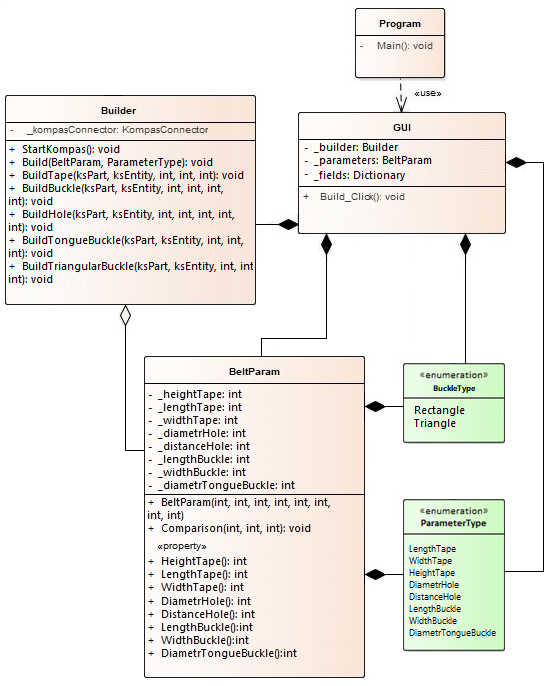 Program
- Main(): void
«use»
Builder
- _kompasConnector: KompasConnector
+ StartKompas(): void
+ Build(BeltParam, ParameterType): void
+ BuildTape(ksPart, ksEntity, int, int, int): void
+ BuildBuckle(ksPart, ksEntity, int, int, int,
int): void
+ BuildHole(ksPart, ksEntity, int, int, int, int,
int): void
+ BuildTongueBuckle(ksPart, ksEntity, int, int,
int): void
+ BuildTriangularBuckle(ksPart, ksEntity, int, int
int): void
GUI
- _builder: Builder
- _parameters: BeltParam
- _fields: Dictionary
+ Build_Click(): void
BeltParam
- _heightTape: int
- _lengthTape: int
- _widthTape: int
- _diametrHole: int
- _distanceHole: int
- _lengthBuckle: int
- _widthBuckle: int
- _diametrTongueBuckle: int
+ BeltParam(int, int, int, int, int, int,
int, int)
+ Comparison(int, int, int): void
«property»
+ HeightTape(): int
+ LengthTape(): int
+ WidthTape(): int
+ DiametrHole(): int
+ DistanceHole(): int
+ LengthBuckle():int
+ WidthBuckle():int
+ DiametrTongueBuckle():int
«enumeration»
BuckleType
Rectangle
Triangle
«enumeration»
ParameterType
LengthTape
WidthTape
HeightTape
DiametrHole
DistanceHole
LengthBuckle
WidthBuckle
DiametrTongueBuckle